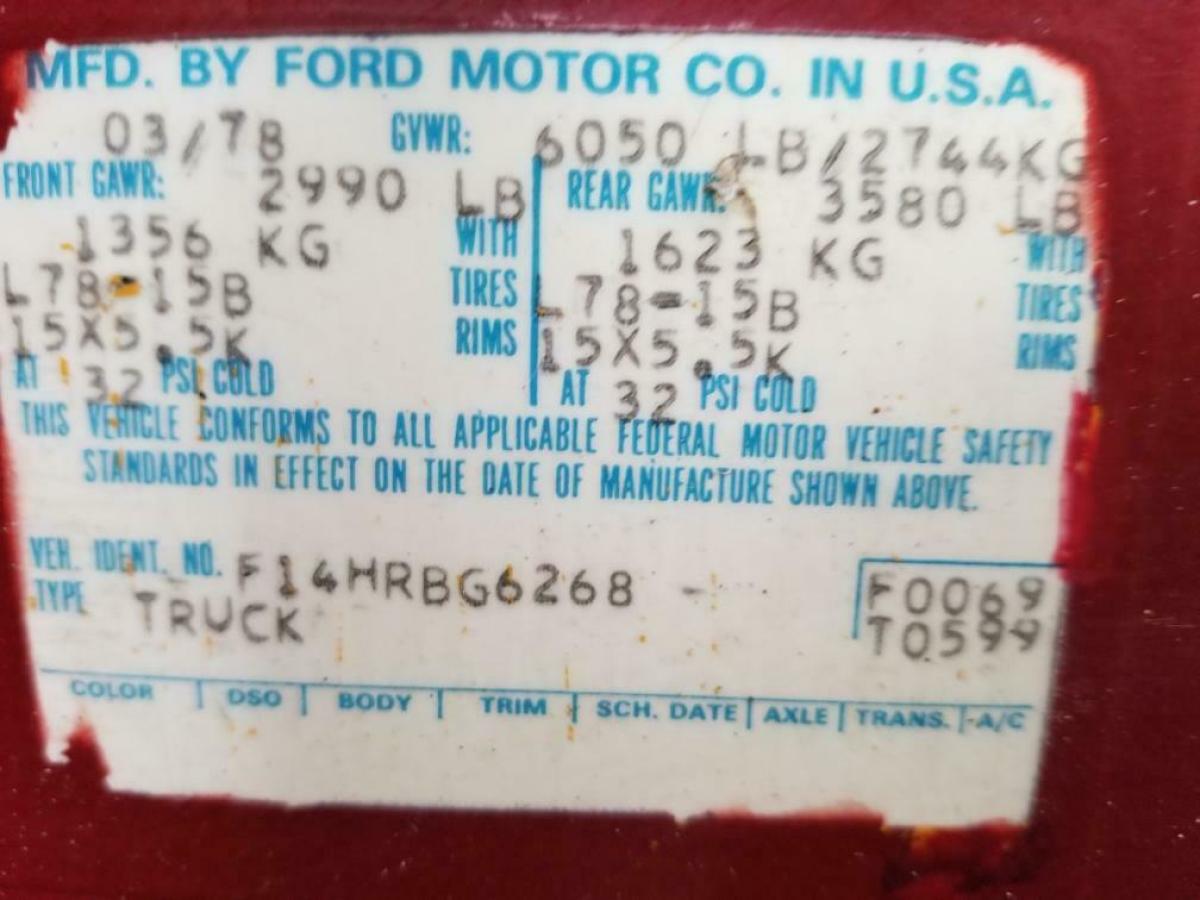 MFD. BY FORD MOTOR CO. IN U.S.A.
03/78 GVWR: 6050 LB/2744KG
FRONT GAWR: 2990 LB REAR GAWR: 3580 LB
1356 KG WITH 1623 KG WITH
L78-15B TIRES L78-15B TIRES
15X5.5K RIMS 15X5.5K RIMS
AT 32 PSI COLD AT 32 PSI COLD
THIS VEHICLE CONFORMS TO ALL APPLICABLE FEDERAL MOTOR VEHICLE SAFETY
STANDARDS IN EFFECT ON THE DATE OF MANUFACTURE SHOWN ABOVE.
VEH. IDENT. NO. F14HRBG6268 - F0069
TYPE TRUCK T0599
COLOR | DSO | BODY | TRIM | SCH. DATE | AXLE | TRANS. | A/C